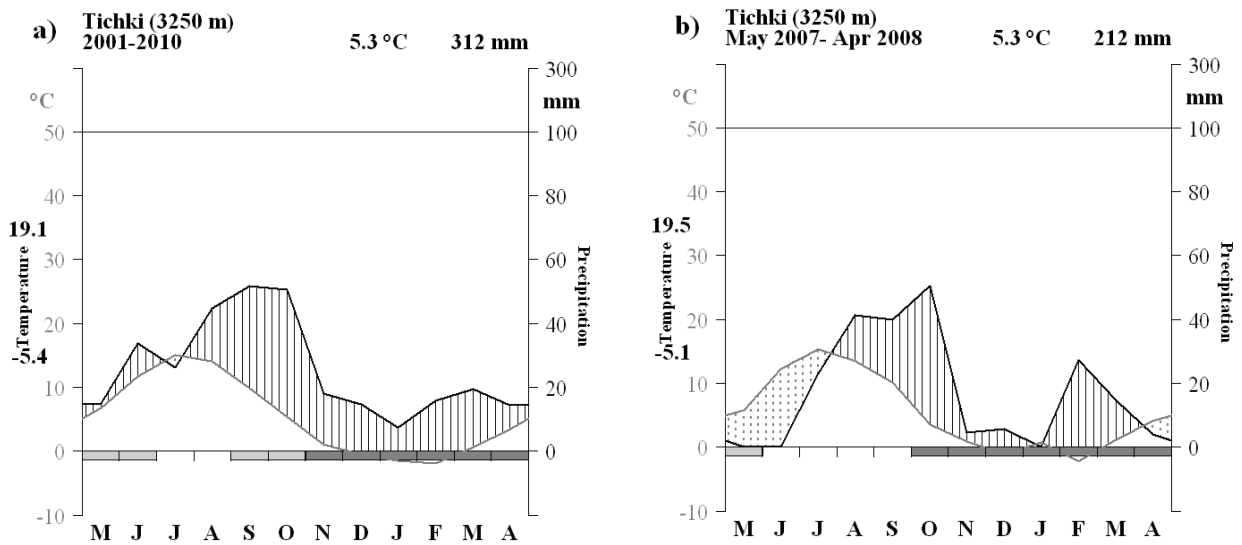 a)
Tichki (3250 m)
2001-2010 5.3 °C 312 mm
°C
50
40
30
20
10
0
-10
300
mm
100
80
60
40
20
0
19.1
Temperature
-5.4
Precipitation
M J J A S O N D J F M A
b)
Tichki (3250 m)
May 2007- Apr 2008 5.3 °C 212 mm
°C
50
40
30
20
10
0
-10
300
mm
100
80
60
40
20
0
19.5
Temperature
-5.1
Precipitation
M J J A S O N D J F M A